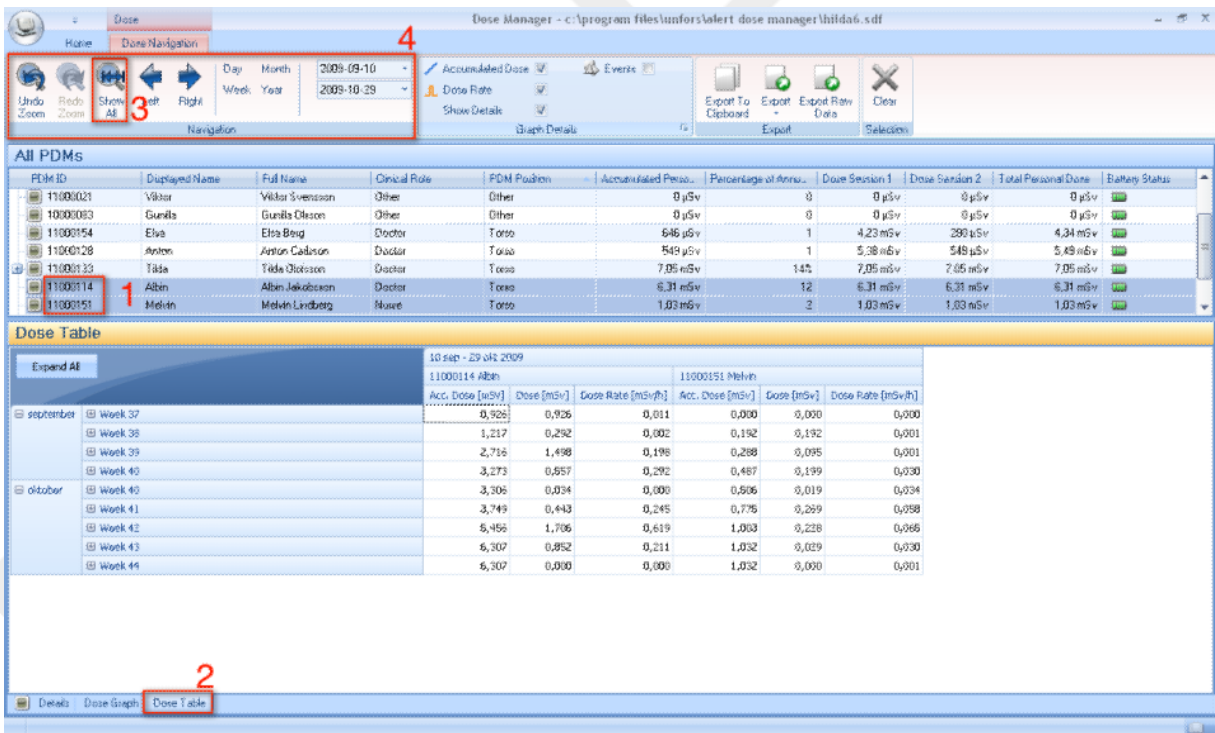 Dose
Dose Manager - c:\program files\unfors\alert dose manager\hilda6.sdf
Home Dose Navigation
4
Undo Zoom
Redo Zoom
Show All
3
Left
Right
Day Month
Week Year
2009-09-10
2009-10-29
Navigation
Accumulated Dose
Dose Rate
Show Details
Events
Graph Details
Export To Clipboard
Export
Export Raw Data
Export
Clear
Selection
All PDMs
PDM ID Displayed Name Full Name Clinical Role PDM Position Accumulated Perso... Percentage of Annu... Dose Session 1 Dose Session 2 Total Personal Dose Battery Status
11000021 Viktor Viktor Svensson Other Other 0 µSv 0 0 µSv 0 µSv 0 µSv
10000083 Gunilla Gunilla Olsson Other Other 0 µSv 0 0 µSv 0 µSv 0 µSv
11000154 Elsa Elsa Berg Doctor Torso 646 µSv 1 4,23 mSv 4,34 mSv
11000128 Anton Anton Carlsson Doctor Torso 549 µSv 1 5,38 mSv 549 µSv 5,49 mSv
11000133 Tilda Tilda Torso 7,05 mSv 7,05 mSv 7,05 mSv 7,05 mSv
11000114 Albin Albin Jakobsson Doctor Torso 6,31 mSv 12 6,31 mSv 6,31 mSv 6,31 mSv
11000151 Melvin Melvin Lindberg Nurse Torso 1,03 mSv 2 1,03 mSv 1,03 mSv 1,03 mSv
1
Dose Table
Expand All
10 sep - 29 okt 2009
11000114 Albin 11000151 Melvin
Acc. Dose [mSv] Dose [mSv] Dose Rate [mSv/h] Acc. Dose [mSv] Dose [mSv] Dose Rate [mSv/h]
september Week 37 0,926 0,926 0,011 0,000 0,000 0,000
Week 38 1,217 0,292 0,002 0,192 0,192 0,001
Week 39 2,716 1,498 0,198 0,288 0,095 0,001
Week 40 3,273 0,557 0,292 0,487 0,199 0,030
oktober Week 40 3,306 0,034 0,000 0,506 0,019 0,034
Week 41 3,749 0,443 0,245 0,775 0,269 0,058
Week 42 5,456 1,706 0,619 1,003 0,228 0,065
Week 43 6,307 0,852 0,211 1,032 0,029 0,030
Week 44 6,307 0,000 0,000 1,032 0,000 0,001
2
Details Dose Graph Dose Table